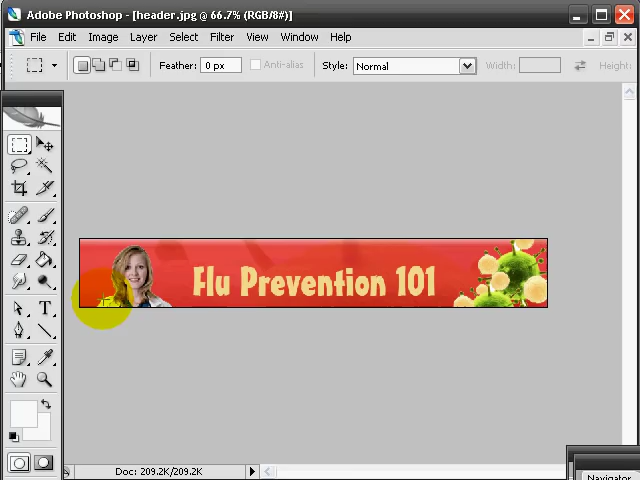 Adobe Photoshop - [header.jpg @ 66.7% (RGB/8#)]
File Edit Image Layer Select Filter View Window Help
Feather: 0 px Anti-alias Style: Normal Width: Height:
Flu Prevention 101
T
Doc: 209.2K/209.2K
Navigator